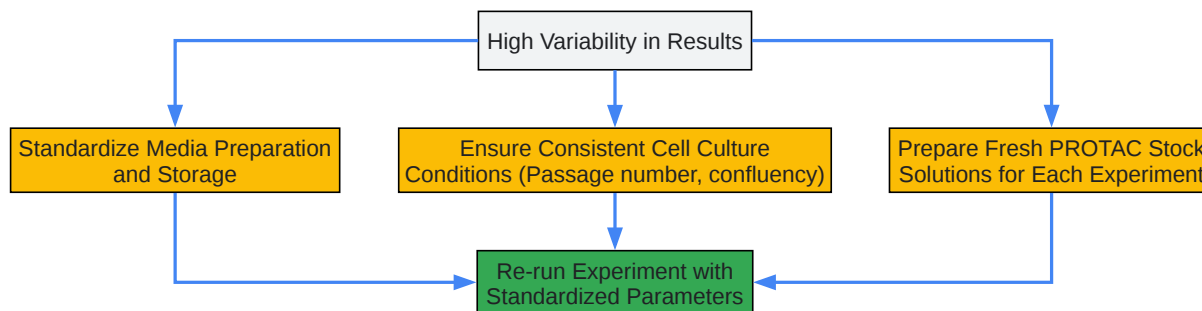 High Variability in Results
Standardize Media Preparation
and Storage
Ensure Consistent Cell Culture
Conditions (Passage number, confluency)
Prepare Fresh PROTAC Stock
Solutions for Each Experiment
Re-run Experiment with
Standardized Parameters